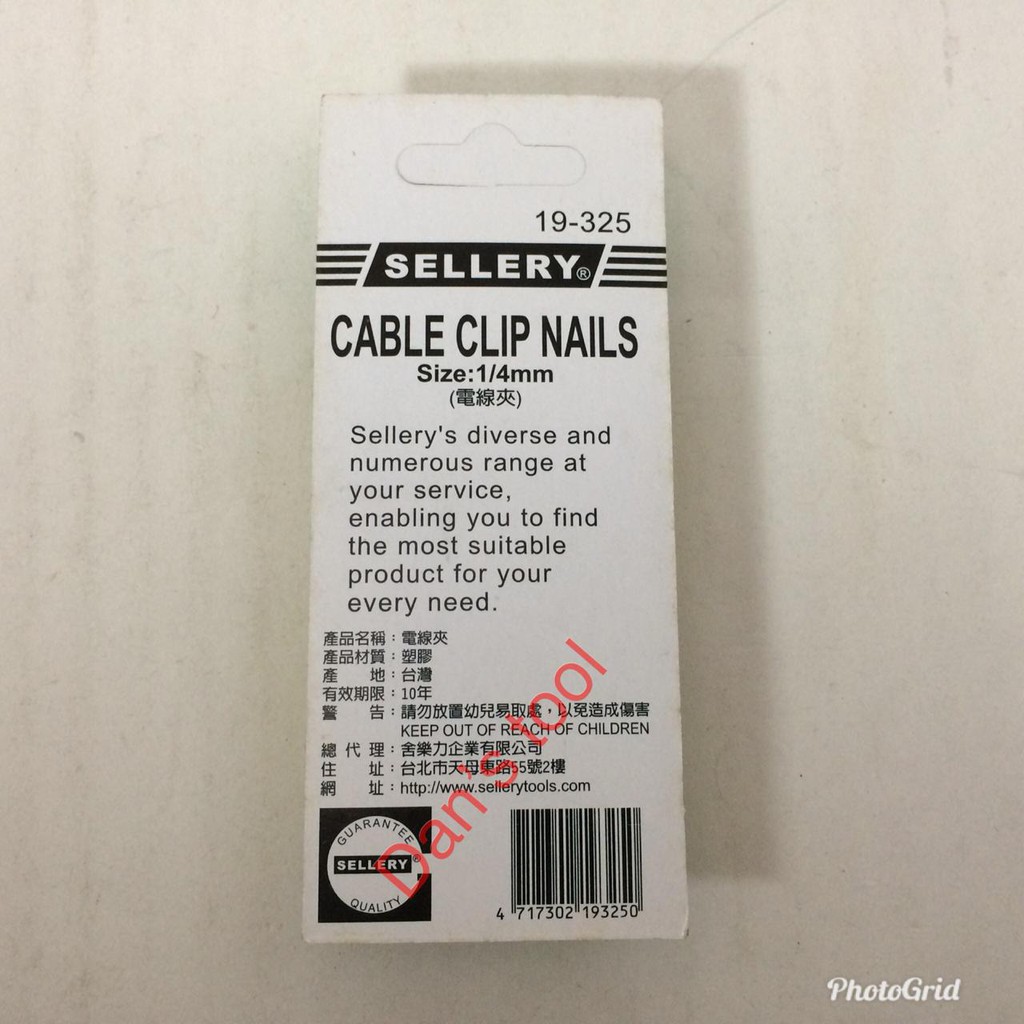 19-325
SELLERY®
CABLE CLIP NAILS
Size:1/4mm
(電線夾)
Sellery's diverse and
numerous range at
your service,
enabling you to find
the most suitable
product for your
every need.
產品名稱：電線夾
產品材質：塑膠
產 地：台灣
有效期限：10年
警 告：請勿放置幼兒易取處，以免造成傷害
KEEP OUT OF REACH OF CHILDREN
總代理：舍樂力企業有限公司
住 址：台北市天母東路55號2樓
網 址：http://www.sellerytools.com
Dan's tool
GUARANTEE
SELLERY®
QUALITY
4 717302 193250
PhotoGrid